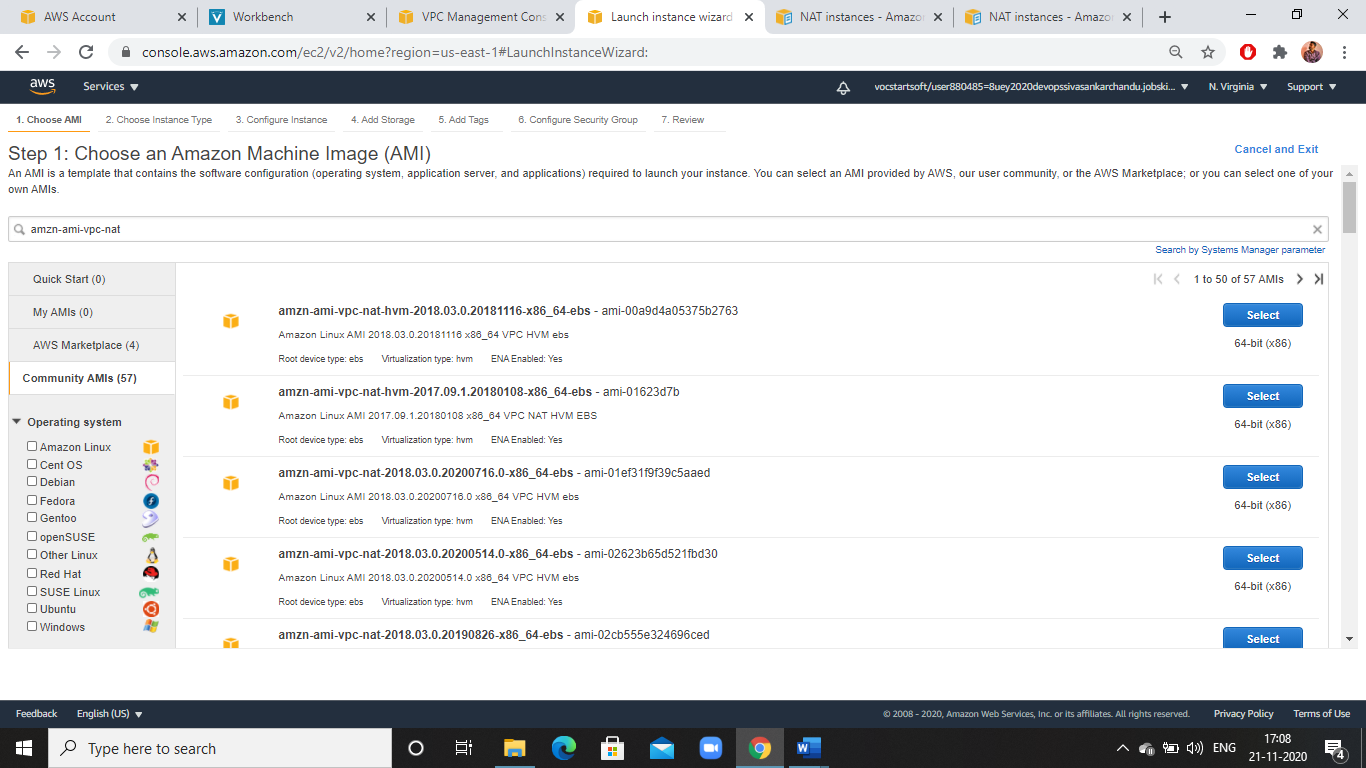 AWS Account
Workbench
VPC Management Cons
Launch instance wizard
NAT instances - Amazo
NAT instances - Amazo
console.aws.amazon.com/ec2/v2/home?region=us-east-1#LaunchInstanceWizard:
aws
Services
vocstartsoft/user880485=8uey2020devopssivasankarchandu.jobski...
N. Virginia
Support
1. Choose AMI
2. Choose Instance Type
3. Configure Instance
4. Add Storage
5. Add Tags
6. Configure Security Group
7. Review
Step 1: Choose an Amazon Machine Image (AMI)
Cancel and Exit
An AMI is a template that contains the software configuration (operating system, application server, and applications) required to launch your instance. You can select an AMI provided by AWS, our user community, or the AWS Marketplace; or you can select one of your
own AMIs.
amzn-ami-vpc-nat
Search by Systems Manager parameter
Quick Start (0)
My AMIs (0)
AWS Marketplace (4)
Community AMIs (57)
Operating system
Amazon Linux
Cent OS
Debian
Fedora
Gentoo
openSUSE
Other Linux
Red Hat
SUSE Linux
Ubuntu
Windows
1 to 50 of 57 AMIs
amzn-ami-vpc-nat-hvm-2018.03.0.20181116-x86_64-ebs - ami-00a9d4a05375b2763
Amazon Linux AMI 2018.03.0.20181116 x86_64 VPC HVM ebs
Root device type: ebs Virtualization type: hvm ENA Enabled: Yes
Select
64-bit (x86)
amzn-ami-vpc-nat-hvm-2017.09.1.20180108-x86_64-ebs - ami-01623d7b
Amazon Linux AMI 2017.09.1.20180108 x86_64 VPC NAT HVM EBS
Root device type: ebs Virtualization type: hvm ENA Enabled: Yes
Select
64-bit (x86)
amzn-ami-vpc-nat-2018.03.0.20200716.0-x86_64-ebs - ami-01ef31f9f39c5aaed
Amazon Linux AMI 2018.03.0.20200716.0 x86_64 VPC HVM ebs
Root device type: ebs Virtualization type: hvm ENA Enabled: Yes
Select
64-bit (x86)
amzn-ami-vpc-nat-2018.03.0.20200514.0-x86_64-ebs - ami-02623b65d521fbd30
Amazon Linux AMI 2018.03.0.20200514.0 x86_64 VPC HVM ebs
Root device type: ebs Virtualization type: hvm ENA Enabled: Yes
Select
64-bit (x86)
amzn-ami-vpc-nat-2018.03.0.20190826-x86_64-ebs - ami-02cb555e324696ced
Select
Feedback
English (US)
© 2008 - 2020, Amazon Web Services, Inc. or its affiliates. All rights reserved.
Privacy Policy
Terms of Use
Type here to search
W
ENG
17:08
21-11-2020
4